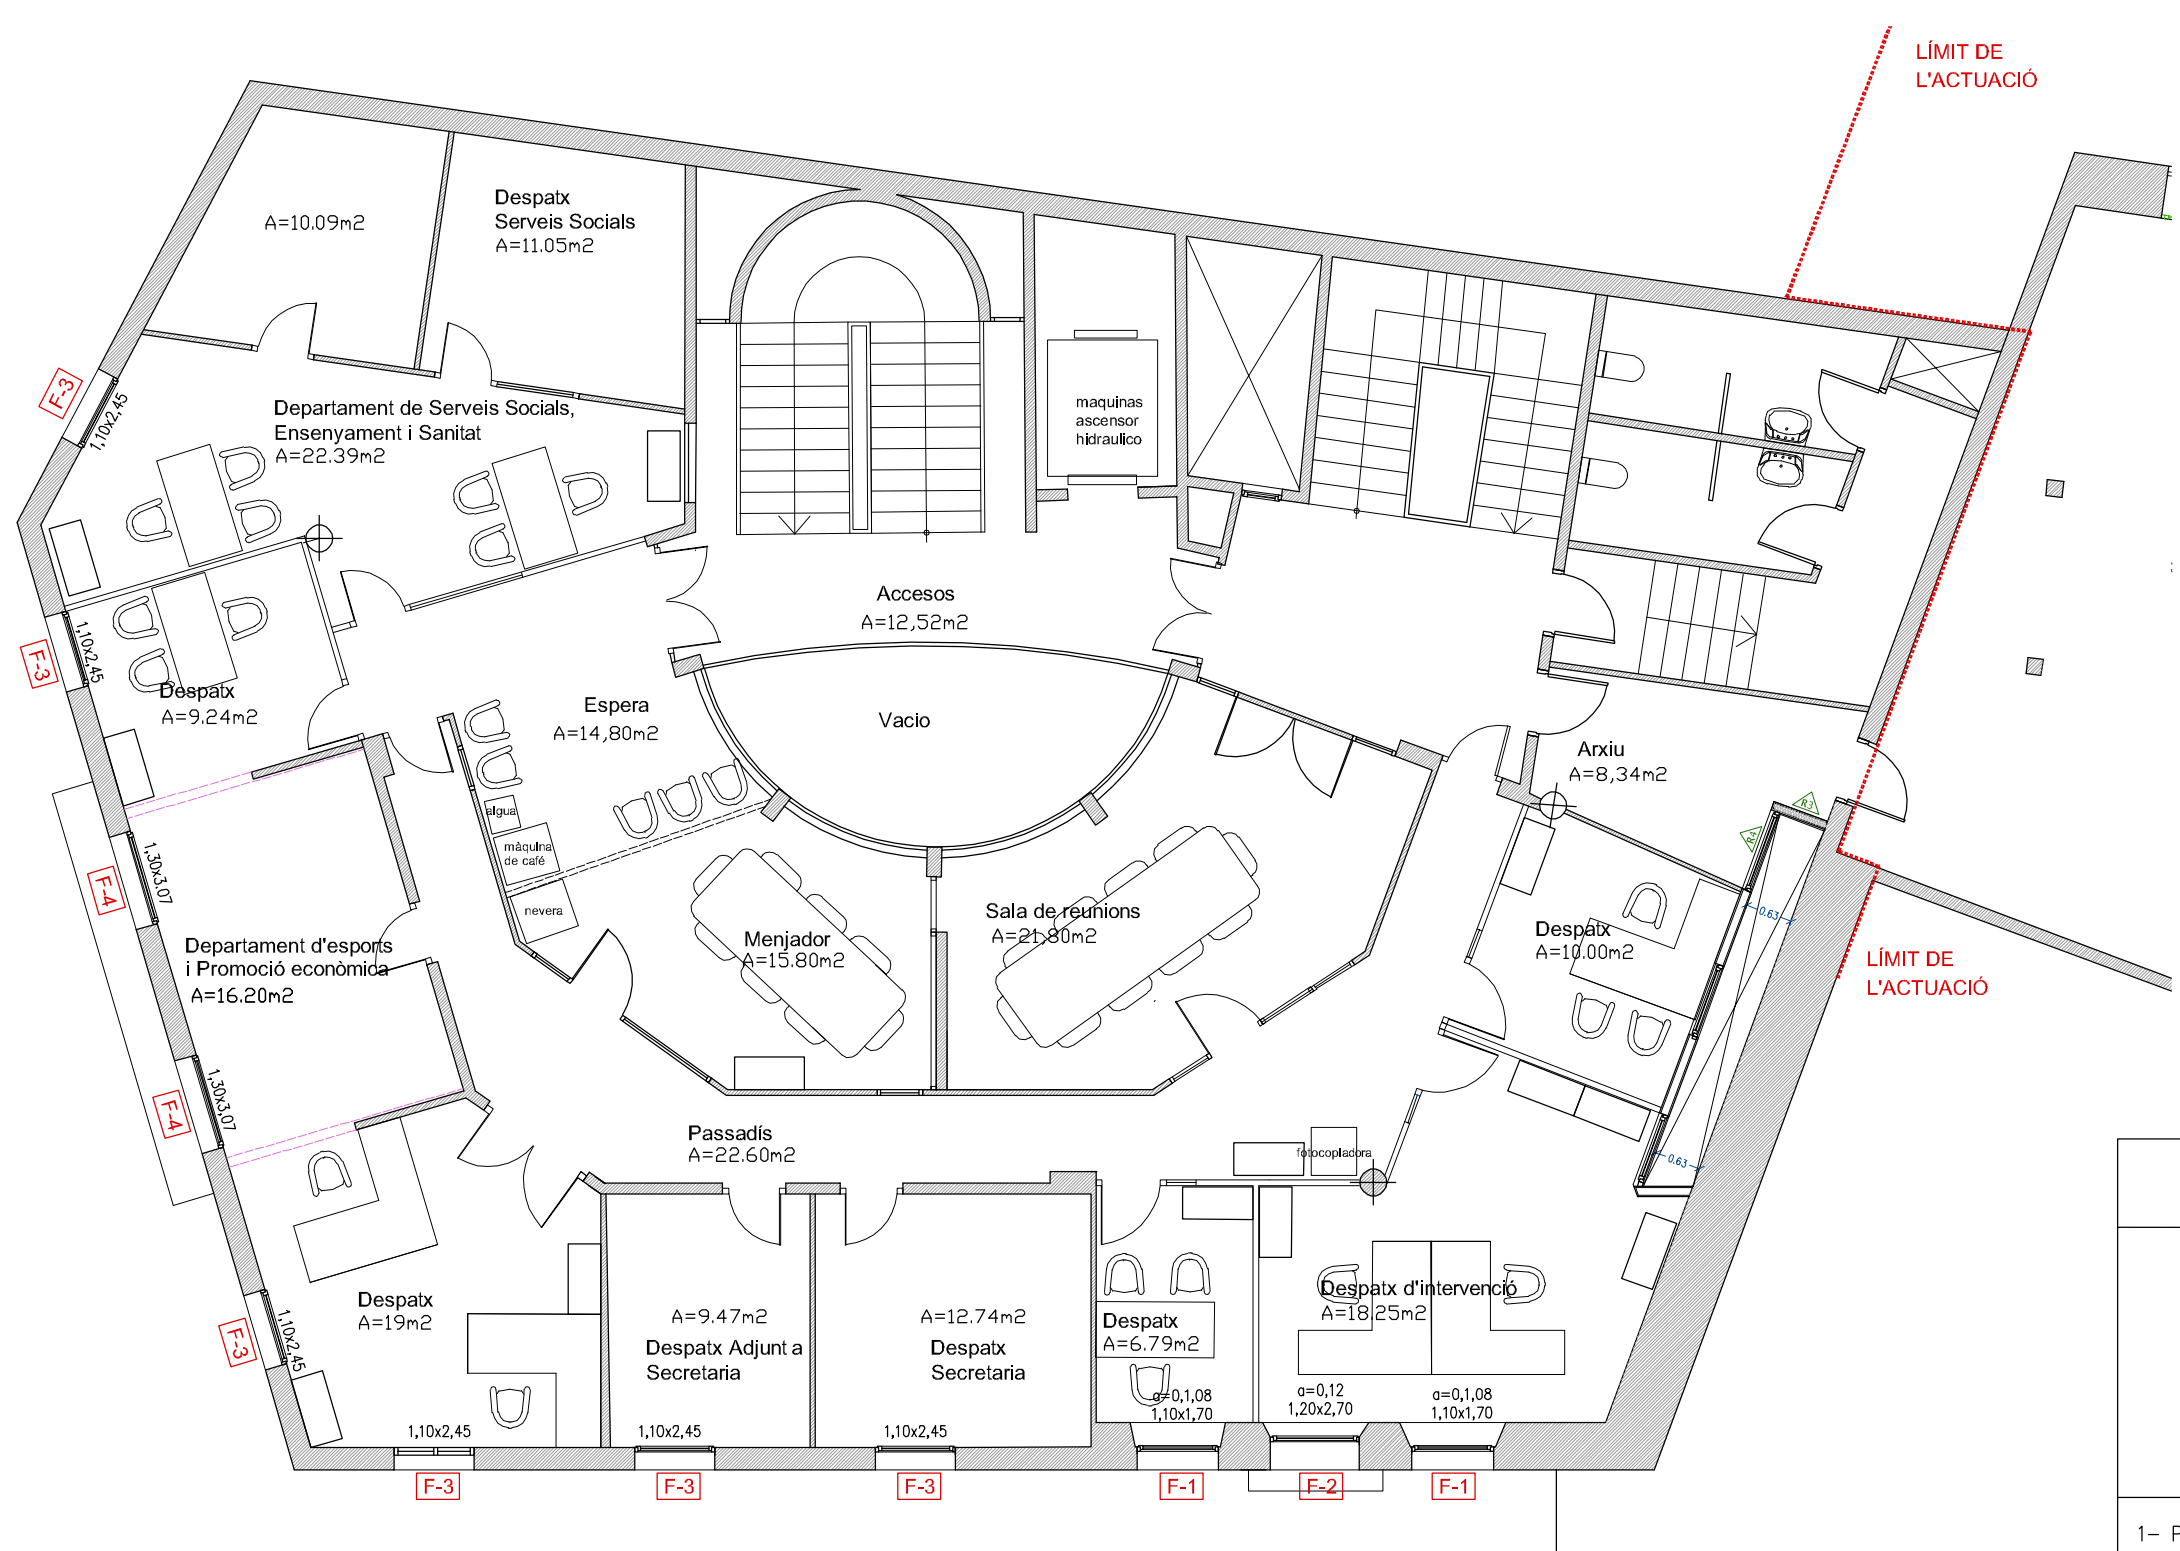 LÍMIT DE
L'ACTUACIÓ
A=10.09m2
Despatx
Serveis Socials
A=11.05m2
F-3
1,10x2,45
Departament de Serveis Socials,
Ensenyament i Sanitat
A=22.39m2
maquinas
ascensor
hidraulico
Accesos
A=12,52m2
F-3
1,10x2,45
Despatx
A=9.24m2
Espera
A=14,80m2
Vacio
Arxiu
A=8,34m2
R3
R4
aigua
màquina
de café
nevera
F-4
1,30x3,07
Departament d'esports
i Promoció econòmica
A=16.20m2
Menjador
A=15.80m2
Sala de reunions
A=21,80m2
Despatx
A=10.00m2
0.63
LÍMIT DE
L'ACTUACIÓ
F-4
1,30x3,07
Passadís
A=22.60m2
fotocopiadora
0.63
F-3
1,10x2,45
Despatx
A=19m2
A=9.47m2
Despatx Adjunt a
Secretaria
A=12.74m2
Despatx
Secretaria
Despatx
A=6.79m2
Despatx d'intervenció
A=18.25m2
a=0,1,08
1,10x1,70
a=0,12
1,20x2,70
a=0,1,08
1,10x1,70
1,10x2,45
1,10x2,45
1,10x2,45
F-3
F-3
F-3
F-1
F-2
F-1
1- P